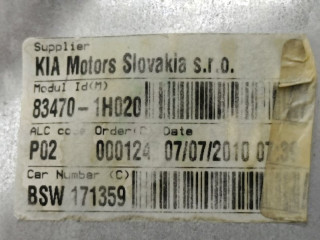 Supplier
KIA Motors Slovakia s.r.o.
Modul Id(M)
83470-1H020
ALC code Order( Date
P02 000124 07/07/2010
Car Number (C)
BSW 171359